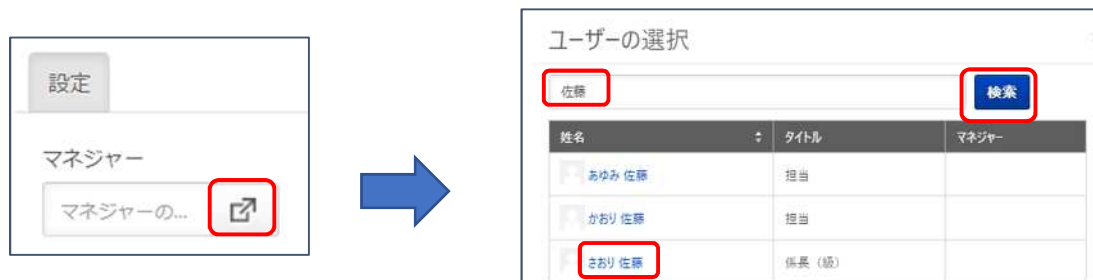 設定
マネジャー
マネジャーの...
ユーザーの選択
佐藤 検索
姓名 タイトル マネジャー
あゆみ 佐藤 担当
かおり 佐藤 担当
さおり 佐藤 係長（級）